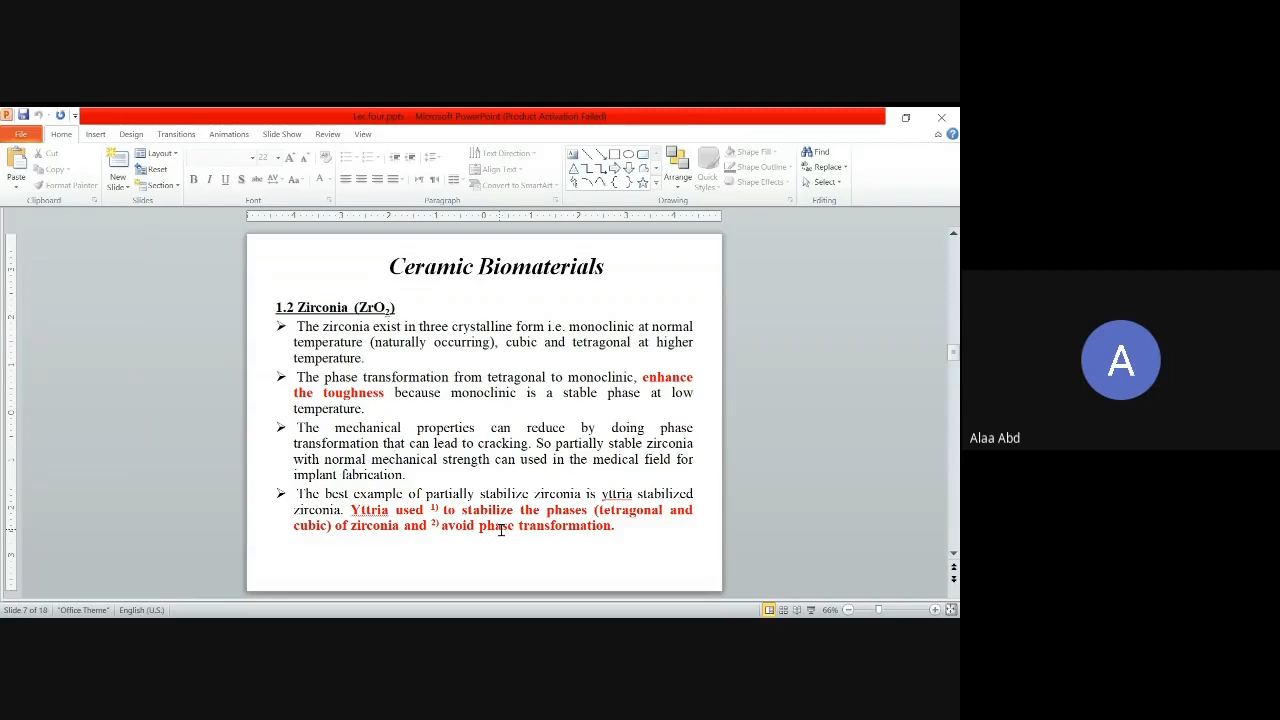 Lec.four.pptx - Microsoft PowerPoint (Product Activation Failed)
File Home Insert Design Transitions Animations Slide Show Review View
Paste
Cut
Copy
Format Painter
Clipboard
New Slide
Layout
Reset
Section
Slides
22
Font
Text Direction
Align Text
Convert to SmartArt
Paragraph
Arrange
Quick Styles
Shape Fill
Shape Outline
Shape Effects
Drawing
Find
Replace
Select
Editing
Ceramic Biomaterials
1.2 Zirconia (ZrO2)
The zirconia exist in three crystalline form i.e. monoclinic at normal
temperature (naturally occurring), cubic and tetragonal at higher
temperature.
The phase transformation from tetragonal to monoclinic, enhance
the toughness because monoclinic is a stable phase at low
temperature.
The mechanical properties can reduce by doing phase
transformation that can lead to cracking. So partially stable zirconia
with normal mechanical strength can used in the medical field for
implant fabrication.
The best example of partially stabilize zirconia is yttria stabilized
zirconia. Yttria used 1) to stabilize the phases (tetragonal and
cubic) of zirconia and 2) avoid phase transformation.
Slide 7 of 18 "Office Theme" English (U.S.) 66%
A
Alaa Abd